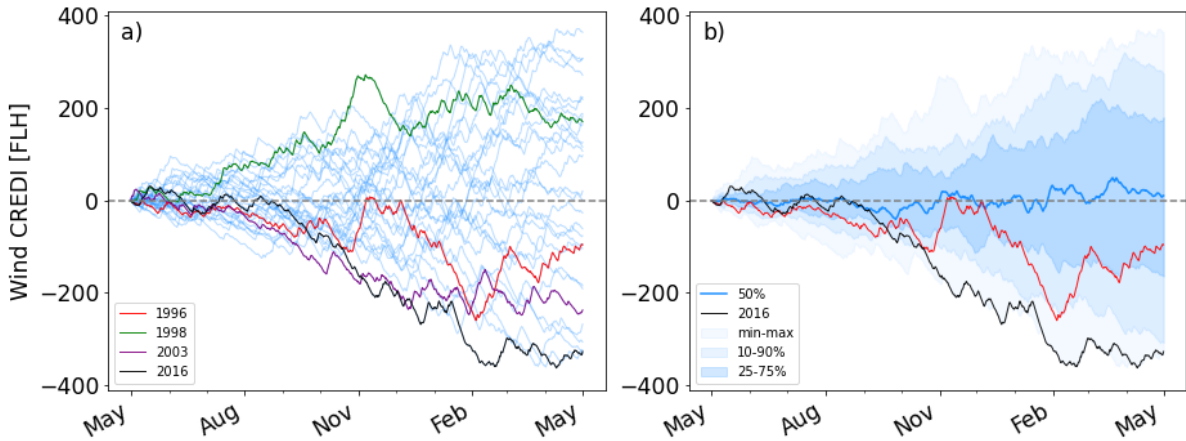 a)
b)
Wind CREDI [FLH]
400
200
0
−200
−400
May
Aug
Nov
Feb
May
1996
1998
2003
2016
400
200
0
−200
−400
May
Aug
Nov
Feb
May
50%
2016
min-max
10-90%
25-75%